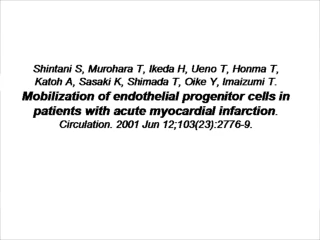 Shintani S, Murohara T, Ikeda H, Ueno T, Honma T,
Katoh A, Sasaki K, Shimada T, Oike Y, Imaizumi T.
Mobilization of endothelial progenitor cells in
patients with acute myocardial infarction.
Circulation. 2001 Jun 12;103(23):2776-9.